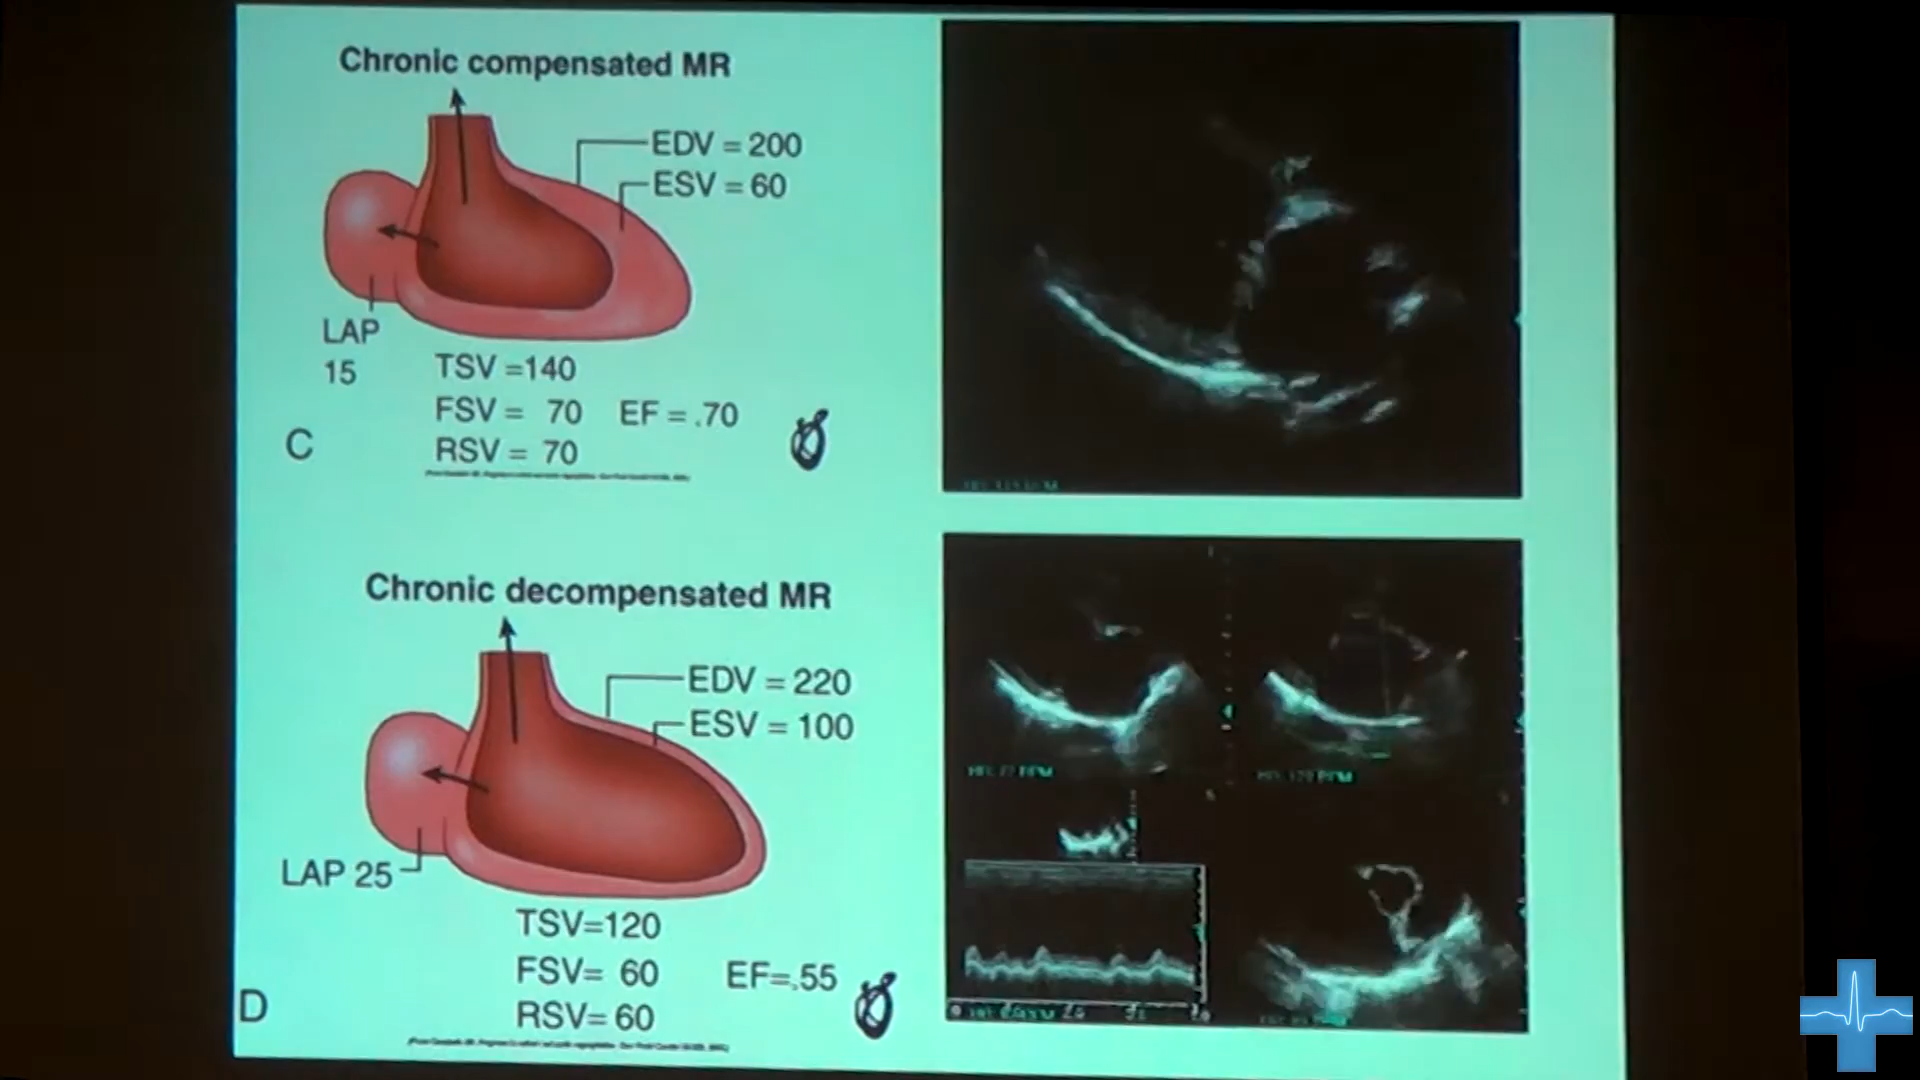 Chronic compensated MR
EDV = 200
ESV = 60
LAP
15
TSV =140
FSV = 70 EF = .70
C
RSV = 70
Chronic decompensated MR
EDV = 220
ESV = 100
LAP 25
TSV=120
FSV= 60 EF=.55
D
RSV= 60